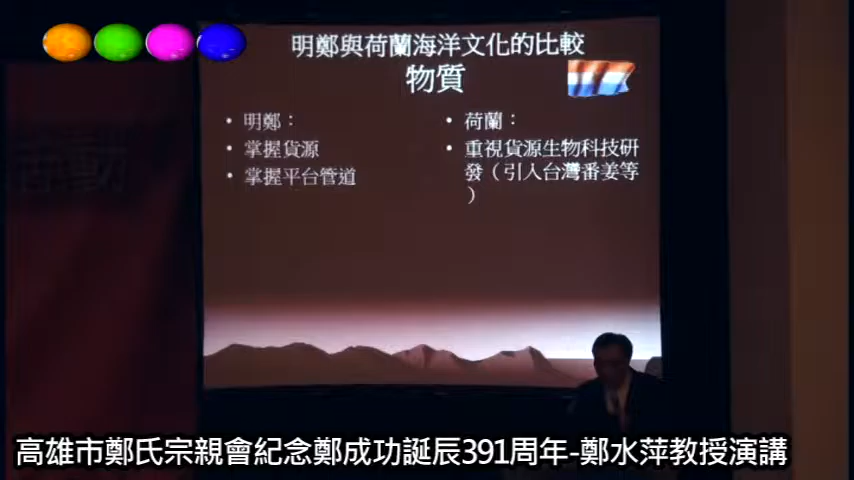 明鄭與荷蘭海洋文化的比較
物質
• 明鄭：
• 掌握貨源
• 掌握平台管道
• 荷蘭：
• 重視貨源生物科技研
發（引入台灣番姜等
）
活動
高雄市鄭氏宗親會紀念鄭成功誕辰391周年-鄭水萍教授演講